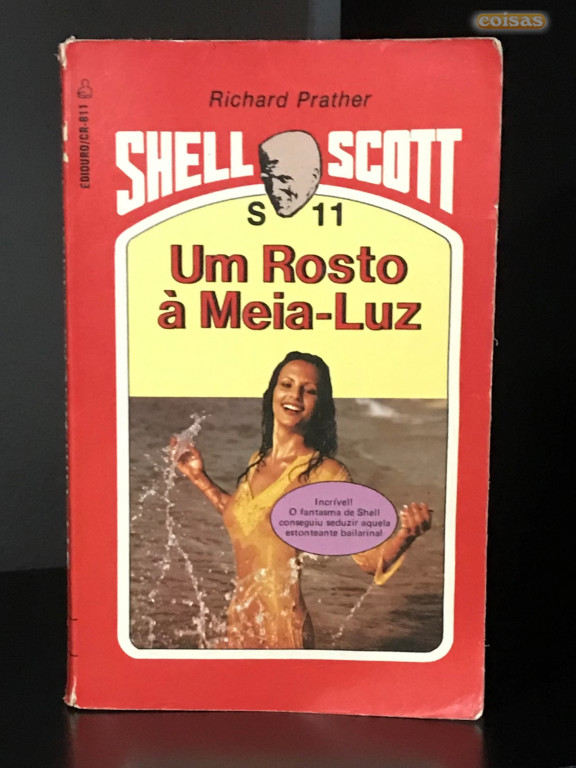 coisas
EDIOURO/CR-811
Richard Prather
SHELL SCOTT
S 11
Um Rosto
à Meia-Luz
Incrível!
O fantasma de Shell
conseguiu seduzir aquela
estonteante bailarina!